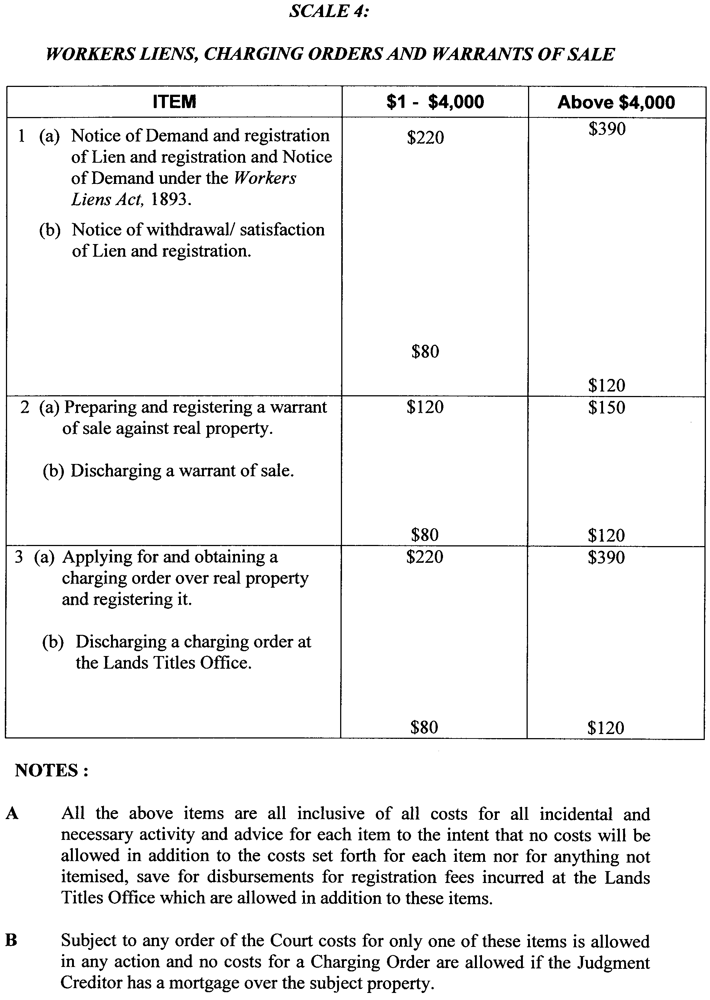 SCALE 4:
WORKERS LIENS, CHARGING ORDERS AND WARRANTS OF SALE
ITEM $1 - $4,000 Above $4,000
1 (a) Notice of Demand and registration $220 $390
of Lien and registration and Notice
of Demand under the Workers
Liens Act, 1893.
(b) Notice of withdrawal/ satisfaction
of Lien and registration.
$80
$120
2 (a) Preparing and registering a warrant $120 $150
of sale against real property.
(b) Discharging a warrant of sale.
$80 $120
3 (a) Applying for and obtaining a $220 $390
charging order over real property
and registering it.
(b) Discharging a charging order at
the Lands Titles Office.
$80 $120
NOTES :
A All the above items are all inclusive of all costs for all incidental and
necessary activity and advice for each item to the intent that no costs will be
allowed in addition to the costs set forth for each item nor for anything not
itemised, save for disbursements for registration fees incurred at the Lands
Titles Office which are allowed in addition to these items.
B Subject to any order of the Court costs for only one of these items is allowed
in any action and no costs for a Charging Order are allowed if the Judgment
Creditor has a mortgage over the subject property.